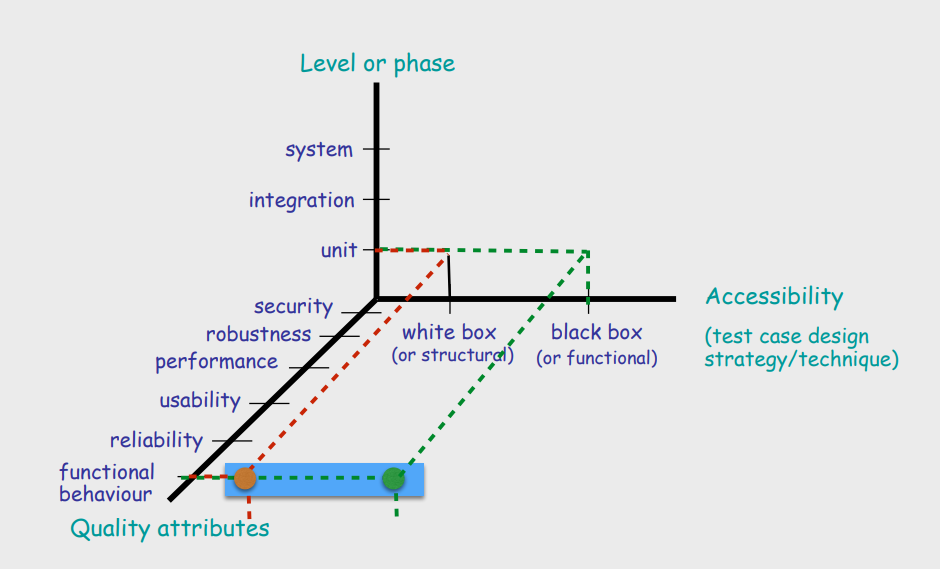 Level or phase
system
integration
unit
security
robustness
performance
usability
reliability
functional
behaviour
Quality attributes
white box
(or structural)
black box
(or functional)
Accessibility
(test case design
strategy/technique)